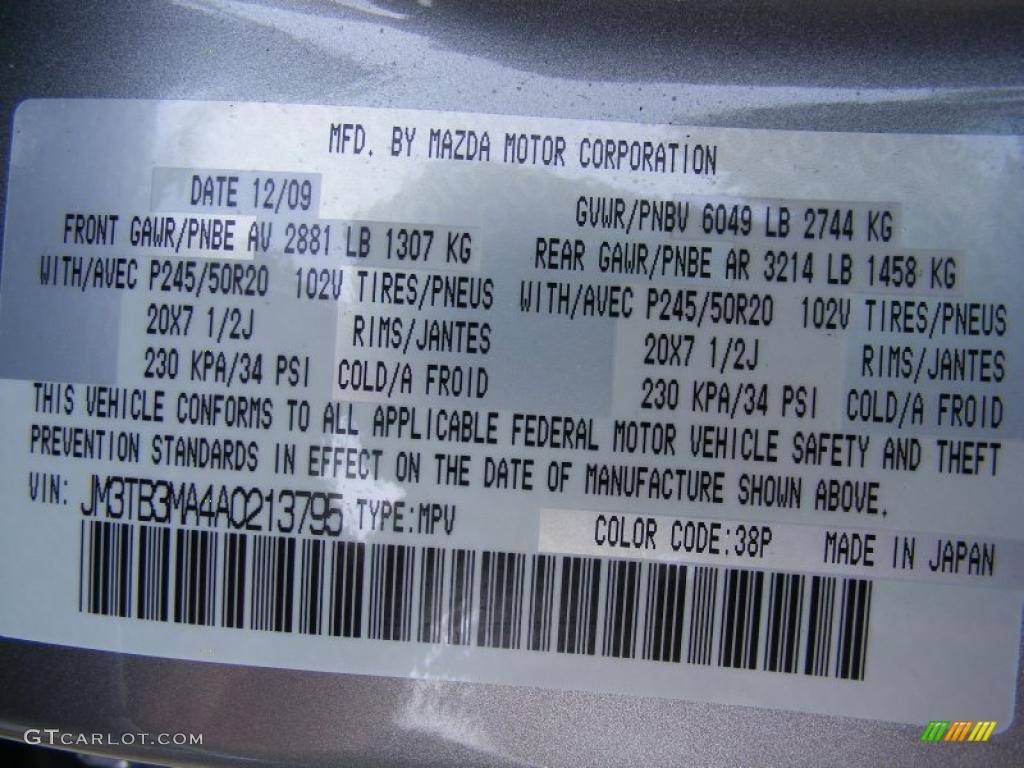 MFD. BY MAZDA MOTOR CORPORATION
DATE 12/09 GVWR/PNBV 6049 LB 2744 KG
FRONT GAWR/PNBE AV 2881 LB 1307 KG REAR GAWR/PNBE AR 3214 LB 1458 KG
WITH/AVEC P245/50R20 102V TIRES/PNEUS WITH/AVEC P245/50R20 102V TIRES/PNEUS
20X7 1/2J RIMS/JANTES 20X7 1/2J RIMS/JANTES
230 KPA/34 PSI COLD/A FROID 230 KPA/34 PSI COLD/A FROID
THIS VEHICLE CONFORMS TO ALL APPLICABLE FEDERAL MOTOR VEHICLE SAFETY AND THEFT
PREVENTION STANDARDS IN EFFECT ON THE DATE OF MANUFACTURE SHOWN ABOVE.
VIN: JM3TB3MA4A0213795 TYPE:MPV COLOR CODE:38P MADE IN JAPAN
GTCARLOT.COM